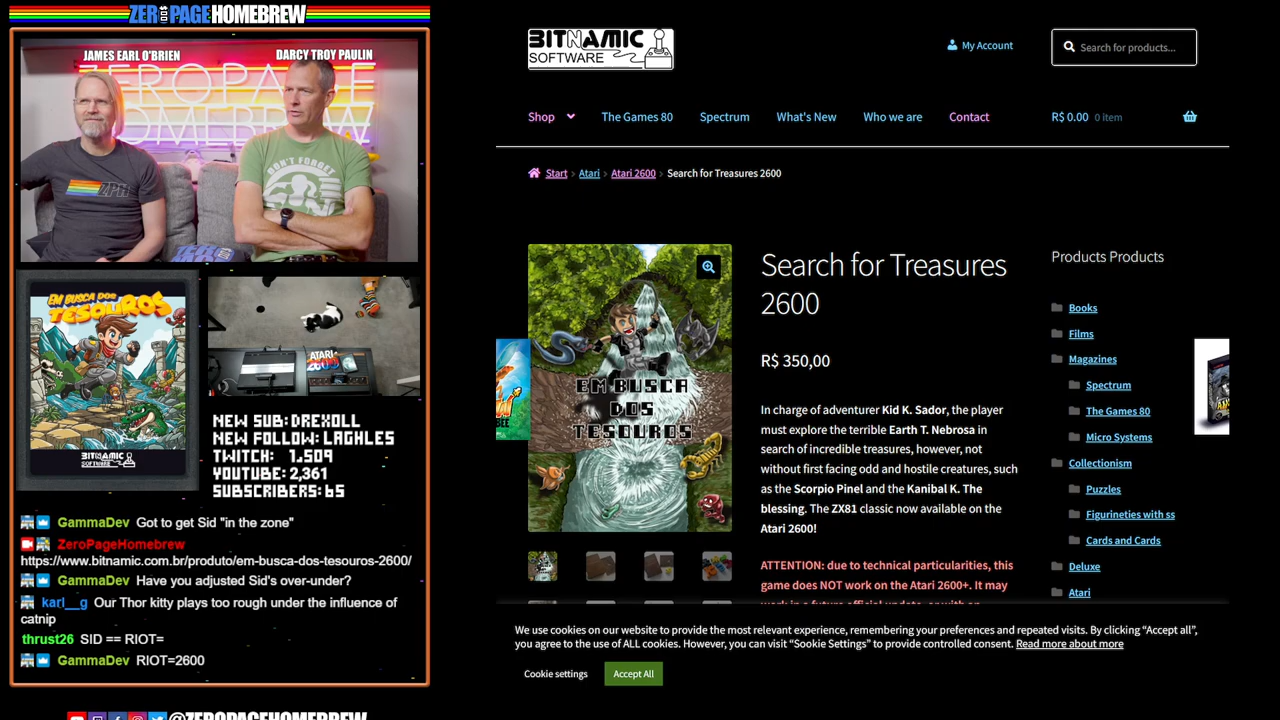 ZEROPAGE HOMEBREW
JAMES EARL O'BRIEN
DARCY TROY PAULIN
ZEROPAGE
HOMEBREW
ZPH
DON'T FORGET
EM BUSCA DOS
TESOUROS
BITNAMIC
SOFTWARE
ATARI
2600
NEW SUB: DREXOLL
NEW FOLLOW: LAGHLES
TWITCH: 1,509
YOUTUBE: 2,361
SUBSCRIBERS: 65
GammaDev Got to get Sid "in the zone"
ZeroPageHomebrew
https://www.bitnamic.com.br/produto/em-busca-dos-tesouros-2600/
GammaDev Have you adjusted Sid's over-under?
karl__g Our Thor kitty plays too rough under the influence of
catnip
thrust26 SID == RIOT=
GammaDev RIOT=2600
@ZEROPAGEHOMEBREW
BITNAMIC
SOFTWARE
My Account
Search for products...
Shop The Games 80 Spectrum What's New Who we are Contact R$ 0.00 0 item
Start > Atari > Atari 2600 > Search for Treasures 2600
EM BUSCA
DOS
TESOUROS
Search for Treasures
2600
R$ 350,00
In charge of adventurer Kid K. Sador, the player
must explore the terrible Earth T. Nebrosa in
search of incredible treasures, however, not
without first facing odd and hostile creatures, such
as the Scorpio Pinel and the Kanibal K. The
blessing. The ZX81 classic now available on the
Atari 2600!
ATTENTION: due to technical particularities, this
game does NOT work on the Atari 2600+. It may
Products Products
Books
Films
Magazines
Spectrum
The Games 80
Micro Systems
Collectionism
Puzzles
Figurineties with ss
Cards and Cards
Deluxe
Atari
We use cookies on our website to provide the most relevant experience, remembering your preferences and repeated visits. By clicking “Accept all”,
you agree to the use of ALL cookies. However, you can visit “Sookie Settings” to provide controlled consent. Read more about more
Cookie settings
Accept All